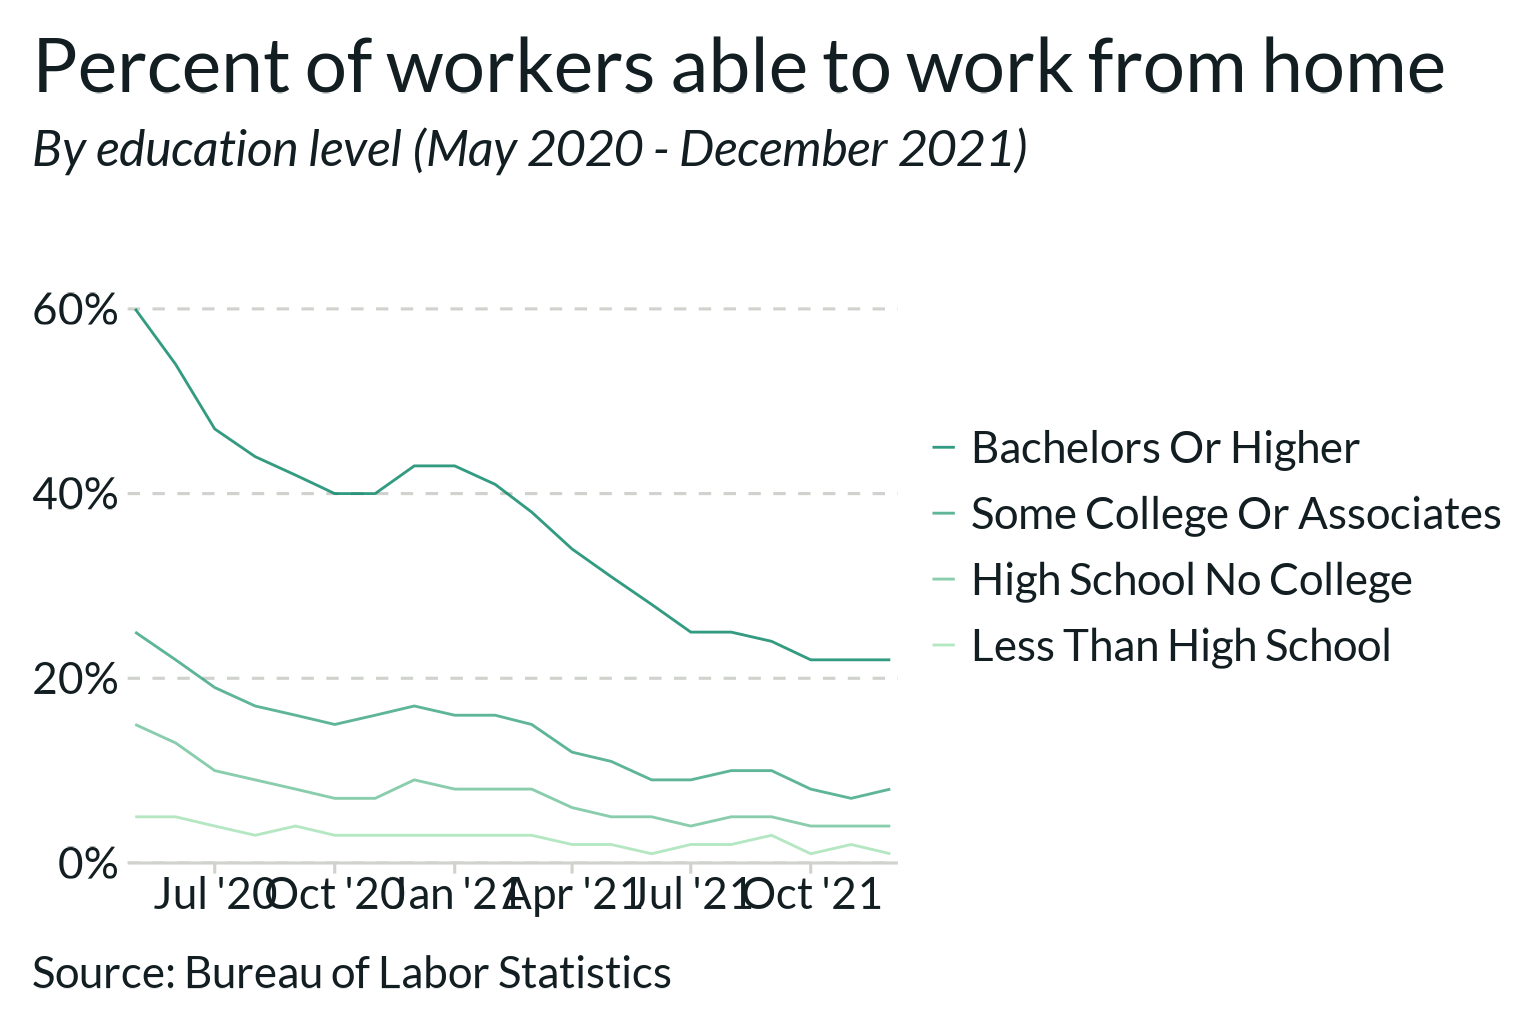 Percent of workers able to work from home
By education level (May 2020 - December 2021)
60%
40%
20%
0%
Jul '20 Oct '20 Jan '21 Apr '21 Jul '21 Oct '21
Bachelors Or Higher
Some College Or Associates
High School No College
Less Than High School
Source: Bureau of Labor Statistics